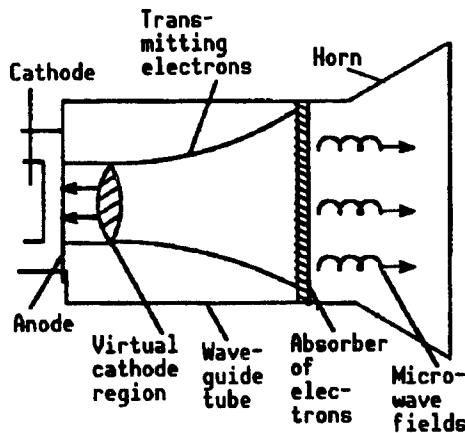 Trans-
mitting
electrons
Horn
Cathode
Anode
Virtual
cathode
region
Wave-
guide
tube
Absorber
of
elec-
trons
Micro-
wave
fields